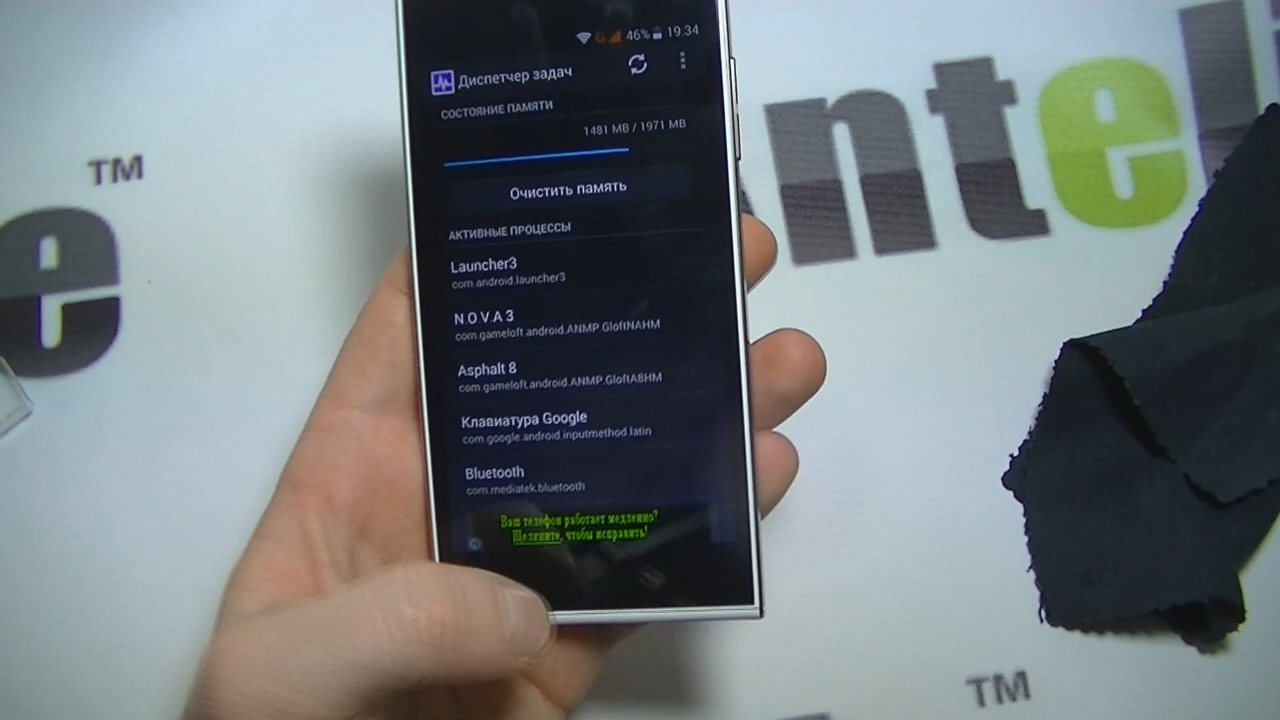 G 46% 19:34
Диспетчер задач
СОСТОЯНИЕ ПАМЯТИ
1481 MB / 1971 MB
Очистить память
АКТИВНЫЕ ПРОЦЕССЫ
Launcher3
com.android.launcher3
N.O.V.A 3
com.gameloft.android.ANMP.GloftNAHM
Asphalt 8
com.gameloft.android.ANMP.GloftA8HM
Клавиатура Google
com.google.android.inputmethod.latin
Bluetooth
com.mediatek.bluetooth
Ваш телефон работает медленно?
Щелкните, чтобы исправить!
TM
e
nteli
TM